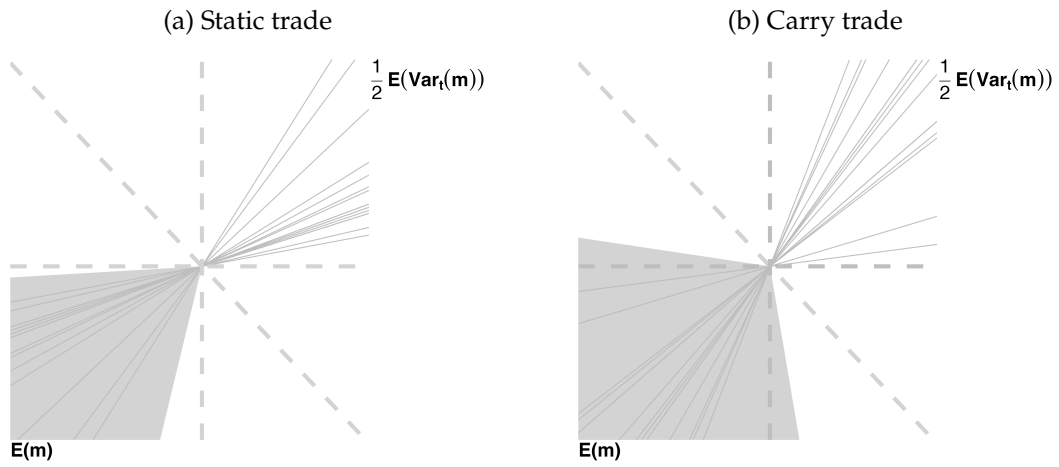 (a) Static trade
(b) Carry trade
1/2 E(Var_t(m))
1/2 E(Var_t(m))
E(m)
E(m)